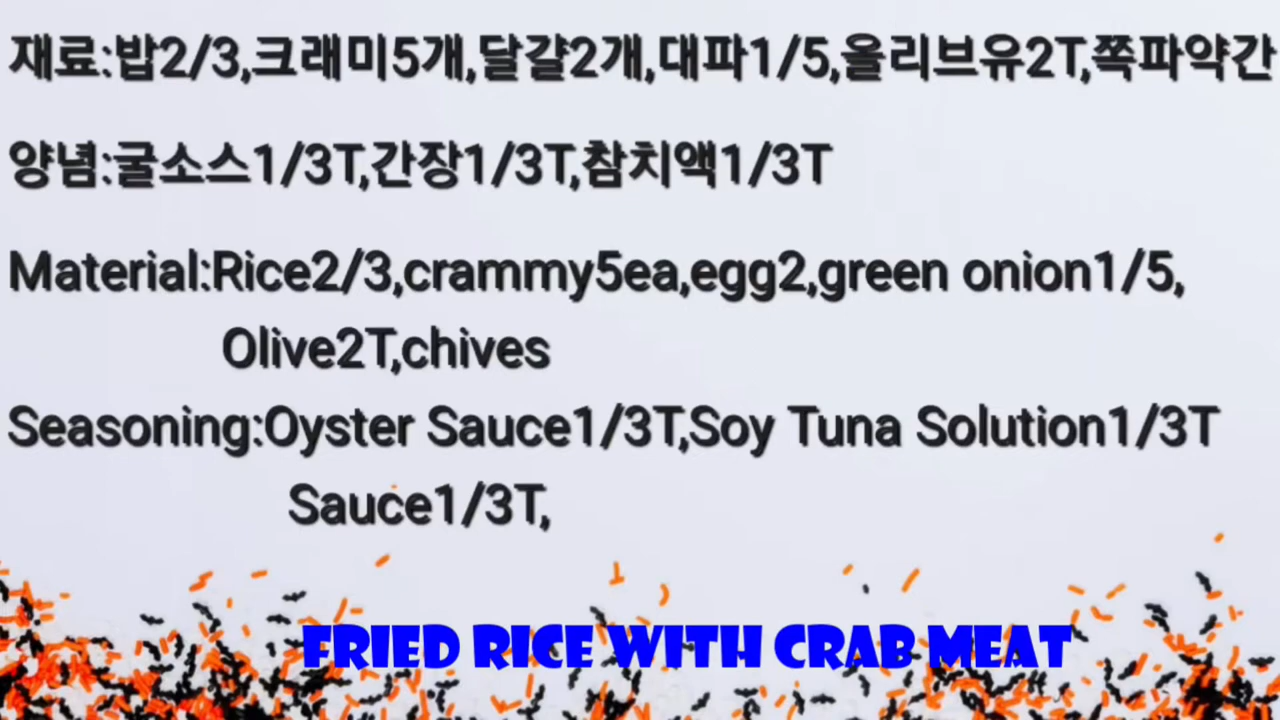 재료:밥2/3,크래미5개,달걀2개,대파1/5,올리브유2T,쪽파약간
양념:굴소스1/3T,간장1/3T,참치액1/3T
Material:Rice2/3,crammy5ea,egg2,green onion1/5,
Olive2T,chives
Seasoning:Oyster Sauce1/3T,Soy Tuna Solution1/3T
Sauce1/3T,
FRIED RICE WITH CRAB MEAT